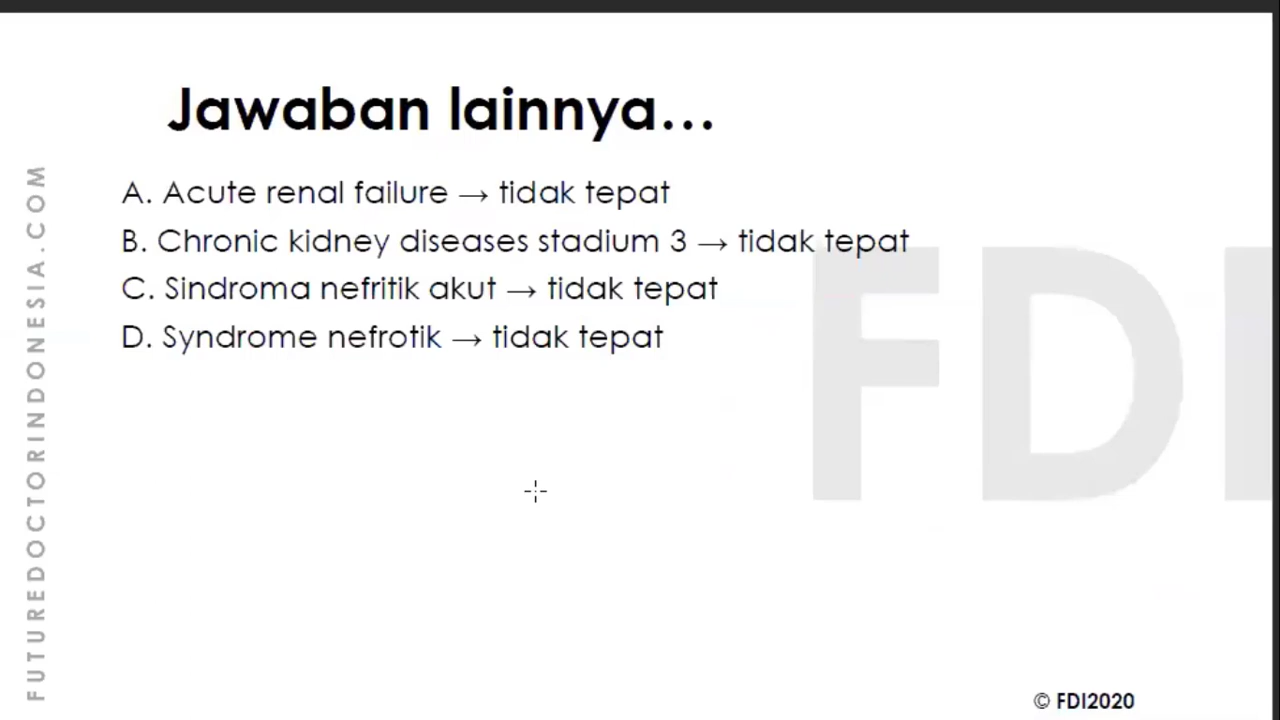 Jawaban lainnya...
A. Acute renal failure → tidak tepat
B. Chronic kidney diseases stadium 3 → tidak tepat
C. Sindroma nefritik akut → tidak tepat
D. Syndrome nefrotik → tidak tepat
FUTUREDOCTORINDONESIA.COM
FDI
© FDI2020